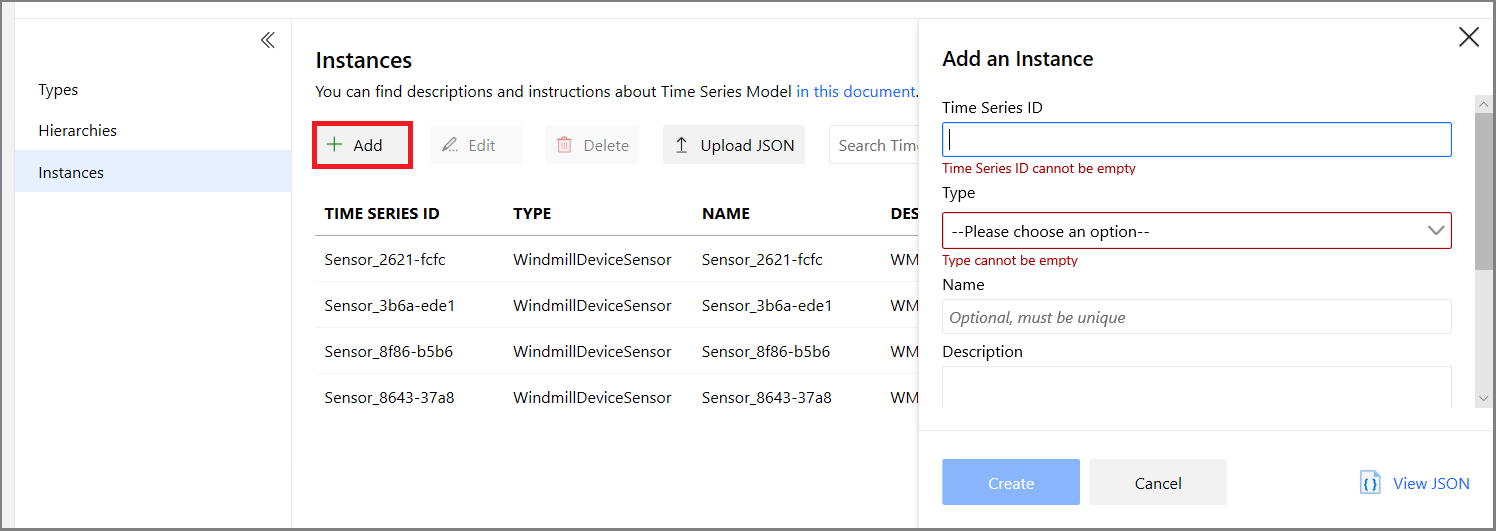 Types
Hierarchies
Instances
Instances
You can find descriptions and instructions about Time Series Model in this document.
Add
Edit
Delete
Upload JSON
Search Time
TIME SERIES ID TYPE NAME DES
Sensor_2621-fcfc WindmillDeviceSensor Sensor_2621-fcfc WM
Sensor_3b6a-ede1 WindmillDeviceSensor Sensor_3b6a-ede1 WM
Sensor_8f86-b5b6 WindmillDeviceSensor Sensor_8f86-b5b6 WM
Sensor_8643-37a8 WindmillDeviceSensor Sensor_8643-37a8 WM
Add an Instance
Time Series ID
Time Series ID cannot be empty
Type
--Please choose an option--
Type cannot be empty
Name
Optional, must be unique
Description
Create
Cancel
View JSON